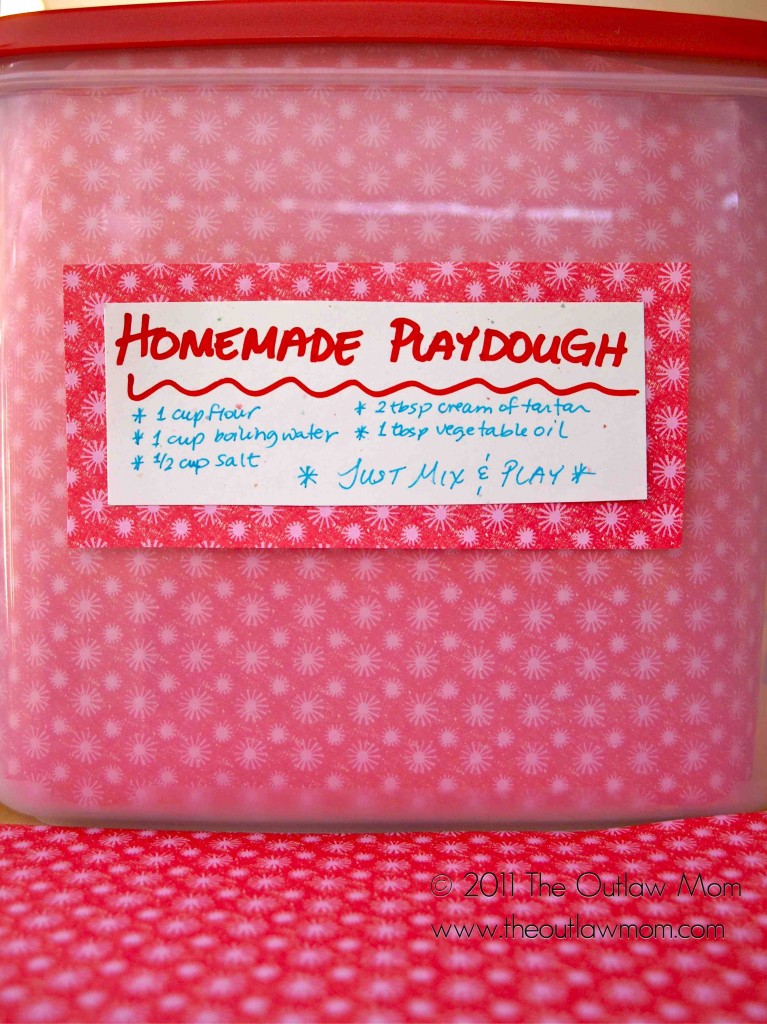 HOMEMADE PLAYDOUGH
* 1 cup flour
* 1 cup boiling water
* 1/2 cup salt
* 2 tbsp cream of tartar
* 1 tbsp vegetable oil
* JUST MIX & PLAY *
© 2011 The Outlaw Mom
www.theoutlawmom.com